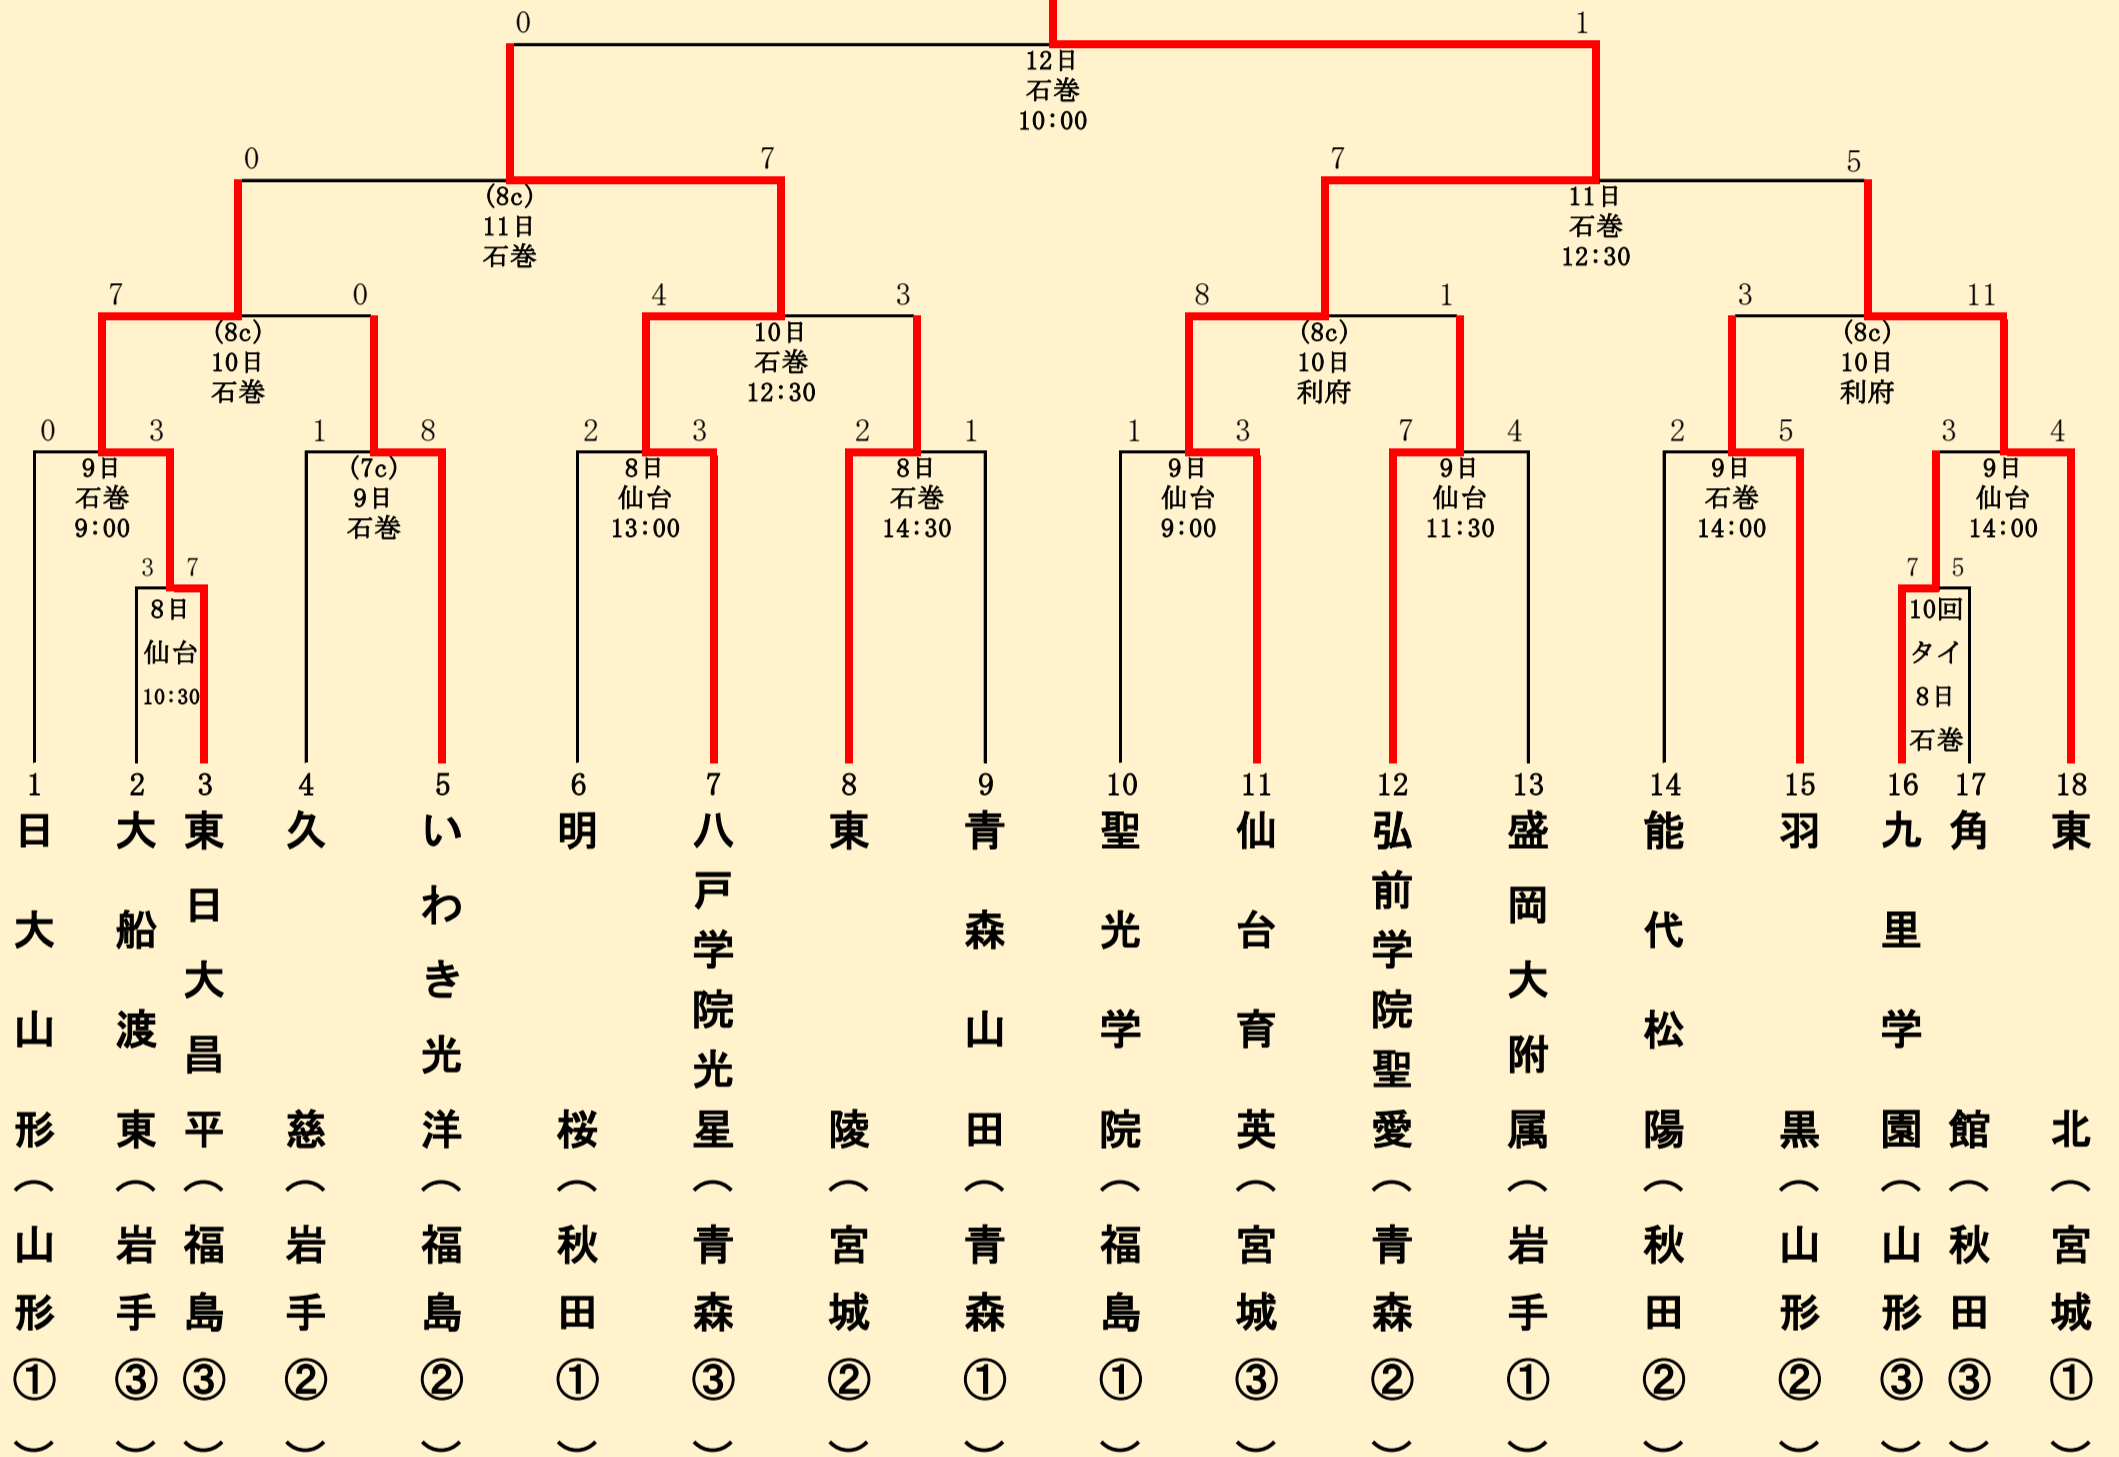 0 1
12日
石巻
10:00
0 7 7 5
(8c)
11日
石巻
11日
石巻
12:30
7 0 4 3 8 1 3 11
(8c)
10日
石巻
10日
石巻
12:30
(8c)
10日
利府
(8c)
10日
利府
0 3 1 8 2 3 2 1 1 3 7 4 2 5 3 4
9日
石巻
9:00
(7c)
9日
石巻
8日
仙台
13:00
8日
石巻
14:30
9日
仙台
9:00
9日
仙台
11:30
9日
石巻
14:00
9日
仙台
14:00
3 7
8日
仙台
10:30
7 5
10回
タイ
8日
石巻
1 日大山形(山形①)
2 大船渡東(岩手③)
3 東日大昌平(福島③)
4 久慈(岩手②)
5 いわき光洋(福島②)
6 明桜(秋田①)
7 八戸学院光星(青森③)
8 東陵(宮城②)
9 青森山田(青森①)
10 聖光学院(福島①)
11 仙台育英(宮城③)
12 弘前学院聖愛(青森②)
13 盛岡大附属(岩手①)
14 能代松陽(秋田②)
15 羽黒(山形②)
16 九里学園(山形③)
17 角館(秋田③)
18 東北(宮城①)